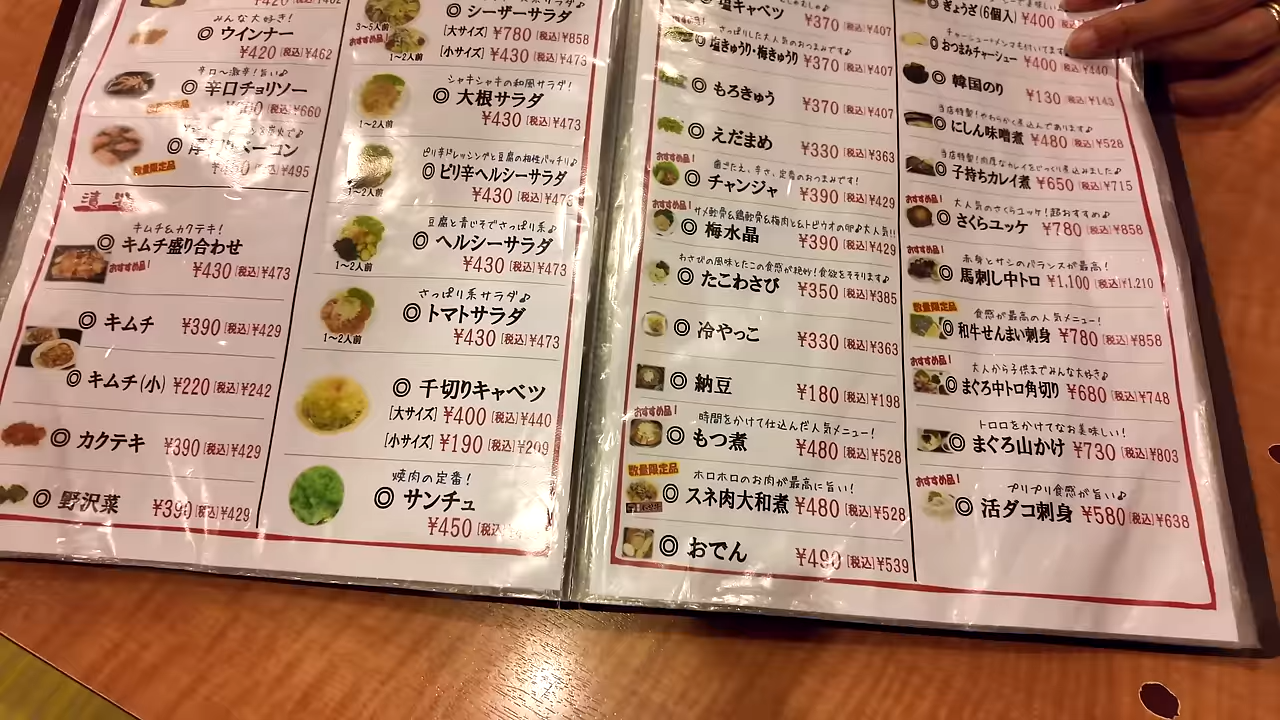 ¥420 [税込]¥462
みんな大好き!
◎ ウインナー
¥420 [税込]¥462
辛口〜激辛!旨い♪
◎ 辛口チョリソー
[税込]¥660
ベーコン
数量限定品
[税込]¥495
キムチ&カクテキ!
◎ キムチ盛り合わせ
おすすめ品! ¥430 [税込]¥473
◎ キムチ ¥390 [税込]¥429
◎ キムチ(小) ¥220 [税込]¥242
◎ カクテキ ¥390 [税込]¥429
◎ 野沢菜 ¥390 [税込]¥429
◎ シーザーサラダ
3〜5人前
[大サイズ] ¥780 [税込]¥858
おすすめ品!
[小サイズ] ¥430 [税込]¥473
1〜2人前
シャキシャキの和風サラダ!
◎ 大根サラダ
¥430 [税込]¥473
1〜2人前
ピリ辛ドレッシングと豆腐の相性バッチリ♪
◎ ピリ辛ヘルシーサラダ
1〜2人前
¥430 [税込]¥473
豆腐と青じそでさっぱり系♪
◎ ヘルシーサラダ
1〜2人前
¥430 [税込]¥473
さっぱり系サラダ♪
◎ トマトサラダ
1〜2人前
¥430 [税込]¥473
◎ 千切りキャベツ
[大サイズ] ¥400 [税込]¥440
[小サイズ] ¥190 [税込]¥209
焼肉の定番!
◎ サンチュ
¥450 [税込]
塩キャベツ ¥370 [税込]¥407
さっぱりした大人気のおつまみです♪
◎ 塩きゅうり・梅きゅうり ¥370 [税込]¥407
◎ もろきゅう ¥370 [税込]¥407
◎ えだまめ ¥330 [税込]¥363
おすすめ品!
歯ごたえ、辛さ、定番のおつまみです!
◎ チャンジャ ¥390 [税込]¥429
おすすめ品!
サメ軟骨&鶏軟骨&梅肉とトビウオの卵♪大人気!!
◎ 梅水晶 ¥390 [税込]¥429
わさびの風味とたこの食感が絶妙!食欲をそそります♪
◎ たこわさび ¥350 [税込]¥385
◎ 冷やっこ ¥330 [税込]¥363
◎ 納豆 ¥180 [税込]¥198
おすすめ品!
時間をかけて仕込んだ人気メニュー!
◎ もつ煮 ¥480 [税込]¥528
数量限定品
ホロホロのお肉が最高に旨い!
◎ スネ肉大和煮 ¥480 [税込]¥528
◎ おでん ¥490 [税込]¥539
◎ ぎょうざ(6個入) ¥400
◎ おつまみチャーシュー ¥400 [税込]¥440
◎ 韓国のり ¥130 [税込]¥143
当店特製!やわらかく煮込んであります♪
◎ にしん味噌煮 ¥480 [税込]¥528
当店特製!肉厚なカレイをじっくり煮込みました♪
◎ 子持ちカレイ煮 ¥650 [税込]¥715
おすすめ品!
大人気のさくらユッケ!超おすすめ♪
◎ さくらユッケ ¥780 [税込]¥858
おすすめ品!
赤身とサシのバランスが最高!
◎ 馬刺し中トロ ¥1,100 [税込]¥1,210
数量限定品
食感が最高の人気メニュー!
◎ 和牛せんまい刺身 ¥780 [税込]¥858
おすすめ品!
大人から子供までみんな大好き♪
◎ まぐろ中トロ角切り ¥680 [税込]¥748
トロロをかけてなお美味しい!
◎ まぐろ山かけ ¥730 [税込]¥803
おすすめ品!
プリプリ食感が旨い♪
◎ 活ダコ刺身 ¥580 [税込]¥638